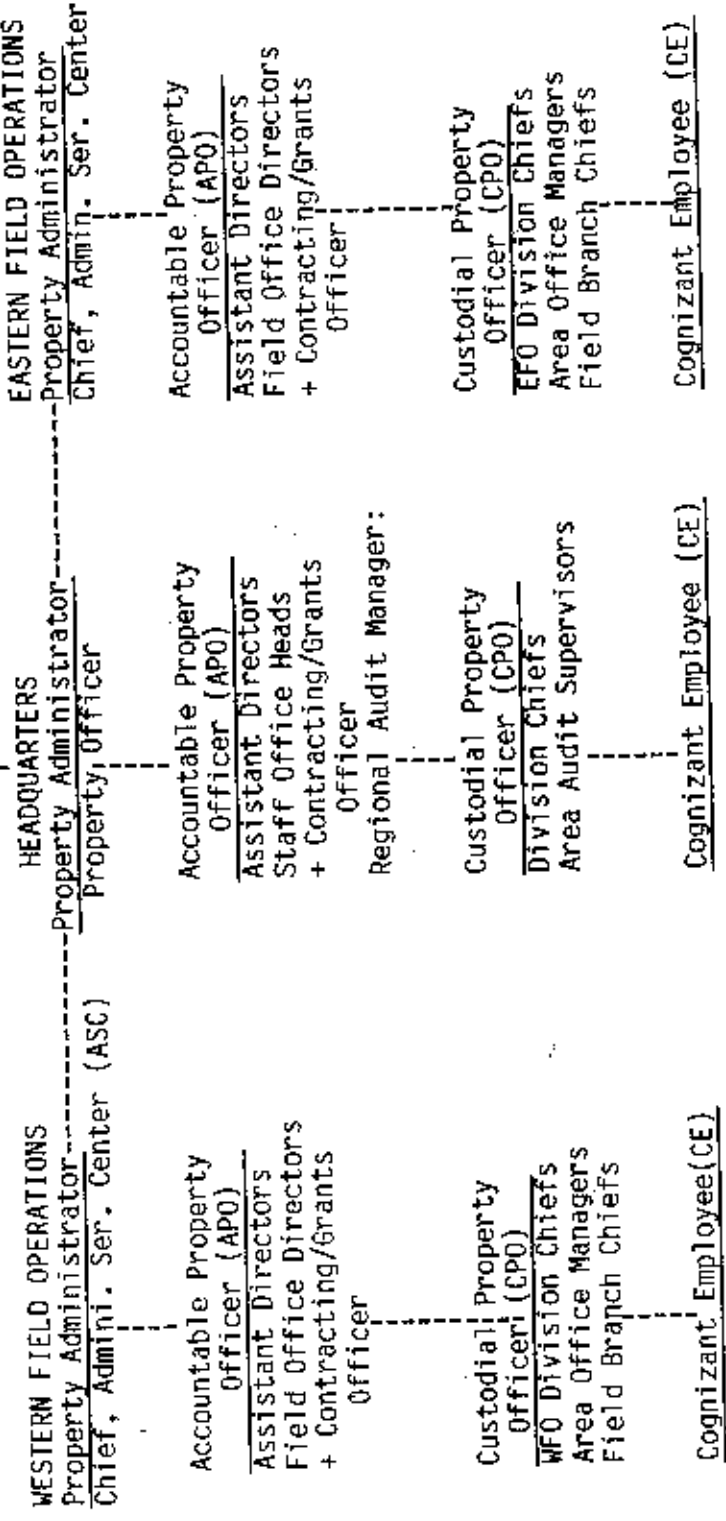 WESTERN FIELD OPERATIONS
Property Administrator
Chief, Admini. Ser. Center (ASC)
Accountable Property
Officer (APO)
Assistant Directors
Field Office Directors
+ Contracting/Grants
Officer
Custodial Property
Officer (CPO)
WFO Division Chiefs
Area Office Managers
Field Branch Chiefs
Cognizant Employee(CE)
HEADQUARTERS
Property Administrator
Property Officer
Accountable Property
Officer (APO)
Assistant Directors
Staff Office Heads
+ Contracting/Grants
Officer
Regional Audit Manager:
Custodial Property
Officer (CPO)
Division Chiefs
Area Audit Supervisors
Cognizant Employee (CE)
EASTERN FIELD OPERATIONS
Property Administrator
Chief, Admin. Ser. Center
Accountable Property
Officer (APO)
Assistant Directors
Field Office Directors
+ Contracting/Grants
Officer
Custodial Property
Officer (CPO)
EFO Division Chiefs
Area Office Managers
Field Branch Chiefs
Cognizant Employee (CE)